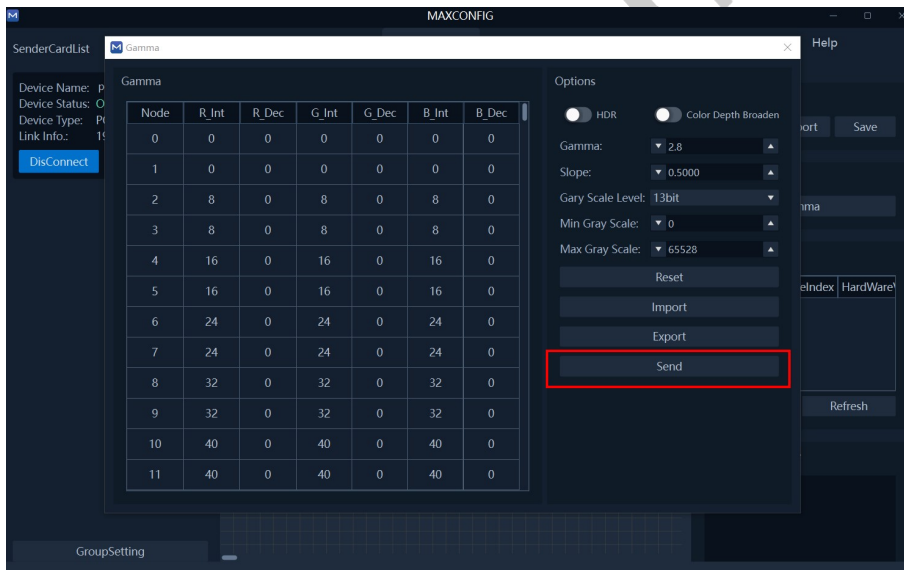 MAXCONFIG
SenderCardList
Help
Gamma
Device Name: P
Device Status: O
Device Type: P
Link Info.: 19
DisConnect
Gamma
Node R_Int R_Dec G_Int G_Dec B_Int B_Dec
0 0 0 0 0 0 0
1 0 0 0 0 0 0
2 8 0 8 0 8 0
3 8 0 8 0 8 0
4 16 0 16 0 16 0
5 16 0 16 0 16 0
6 24 0 24 0 24 0
7 24 0 24 0 24 0
8 32 0 32 0 32 0
9 32 0 32 0 32 0
10 40 0 40 0 40 0
11 40 0 40 0 40 0
Options
HDR Color Depth Broaden
Gamma: 2.8
Slope: 0.5000
Gary Scale Level: 13bit
Min Gray Scale: 0
Max Gray Scale: 65528
Reset
Import
Export
Send
ort Save
mma
eIndex HardWareV
Refresh
GroupSetting